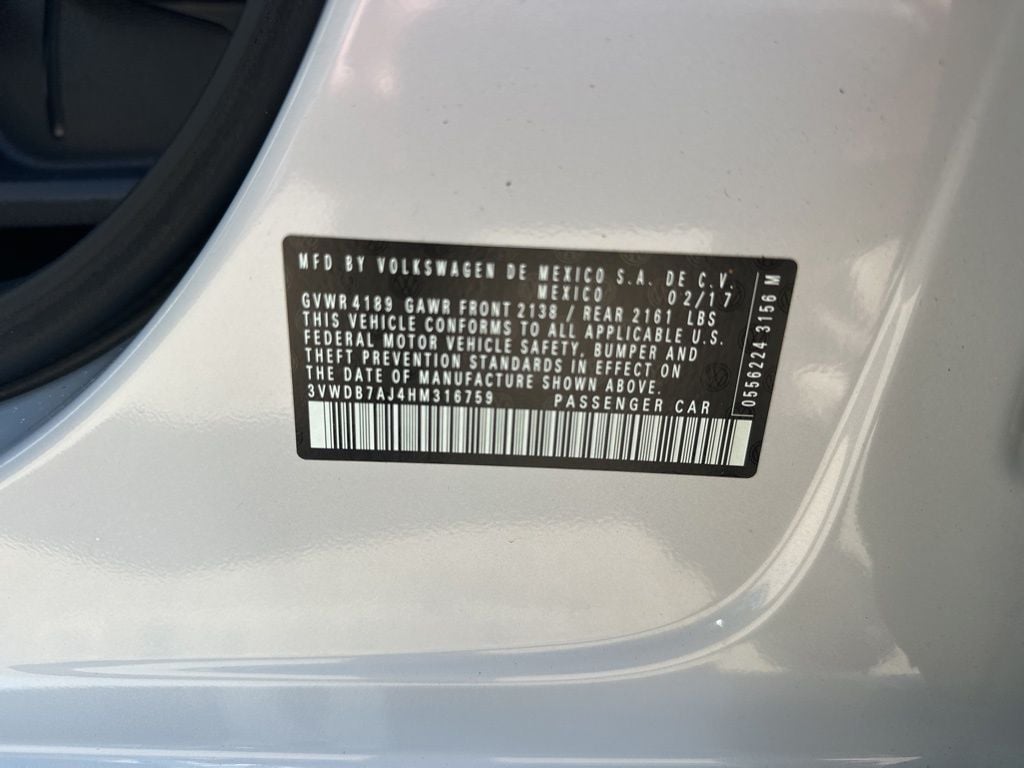 MFD BY VOLKSWAGEN DE MEXICO S.A. DE C.V.
MEXICO 02/17
GVWR 4189 GAWR FRONT 2138 / REAR 2161 LBS
THIS VEHICLE CONFORMS TO ALL APPLICABLE U.S.
FEDERAL MOTOR VEHICLE SAFETY, BUMPER AND
THEFT PREVENTION STANDARDS IN EFFECT ON
THE DATE OF MANUFACTURE SHOWN ABOVE.
3VWDB7AJ4HM316759 PASSENGER CAR
0556224 3156 M